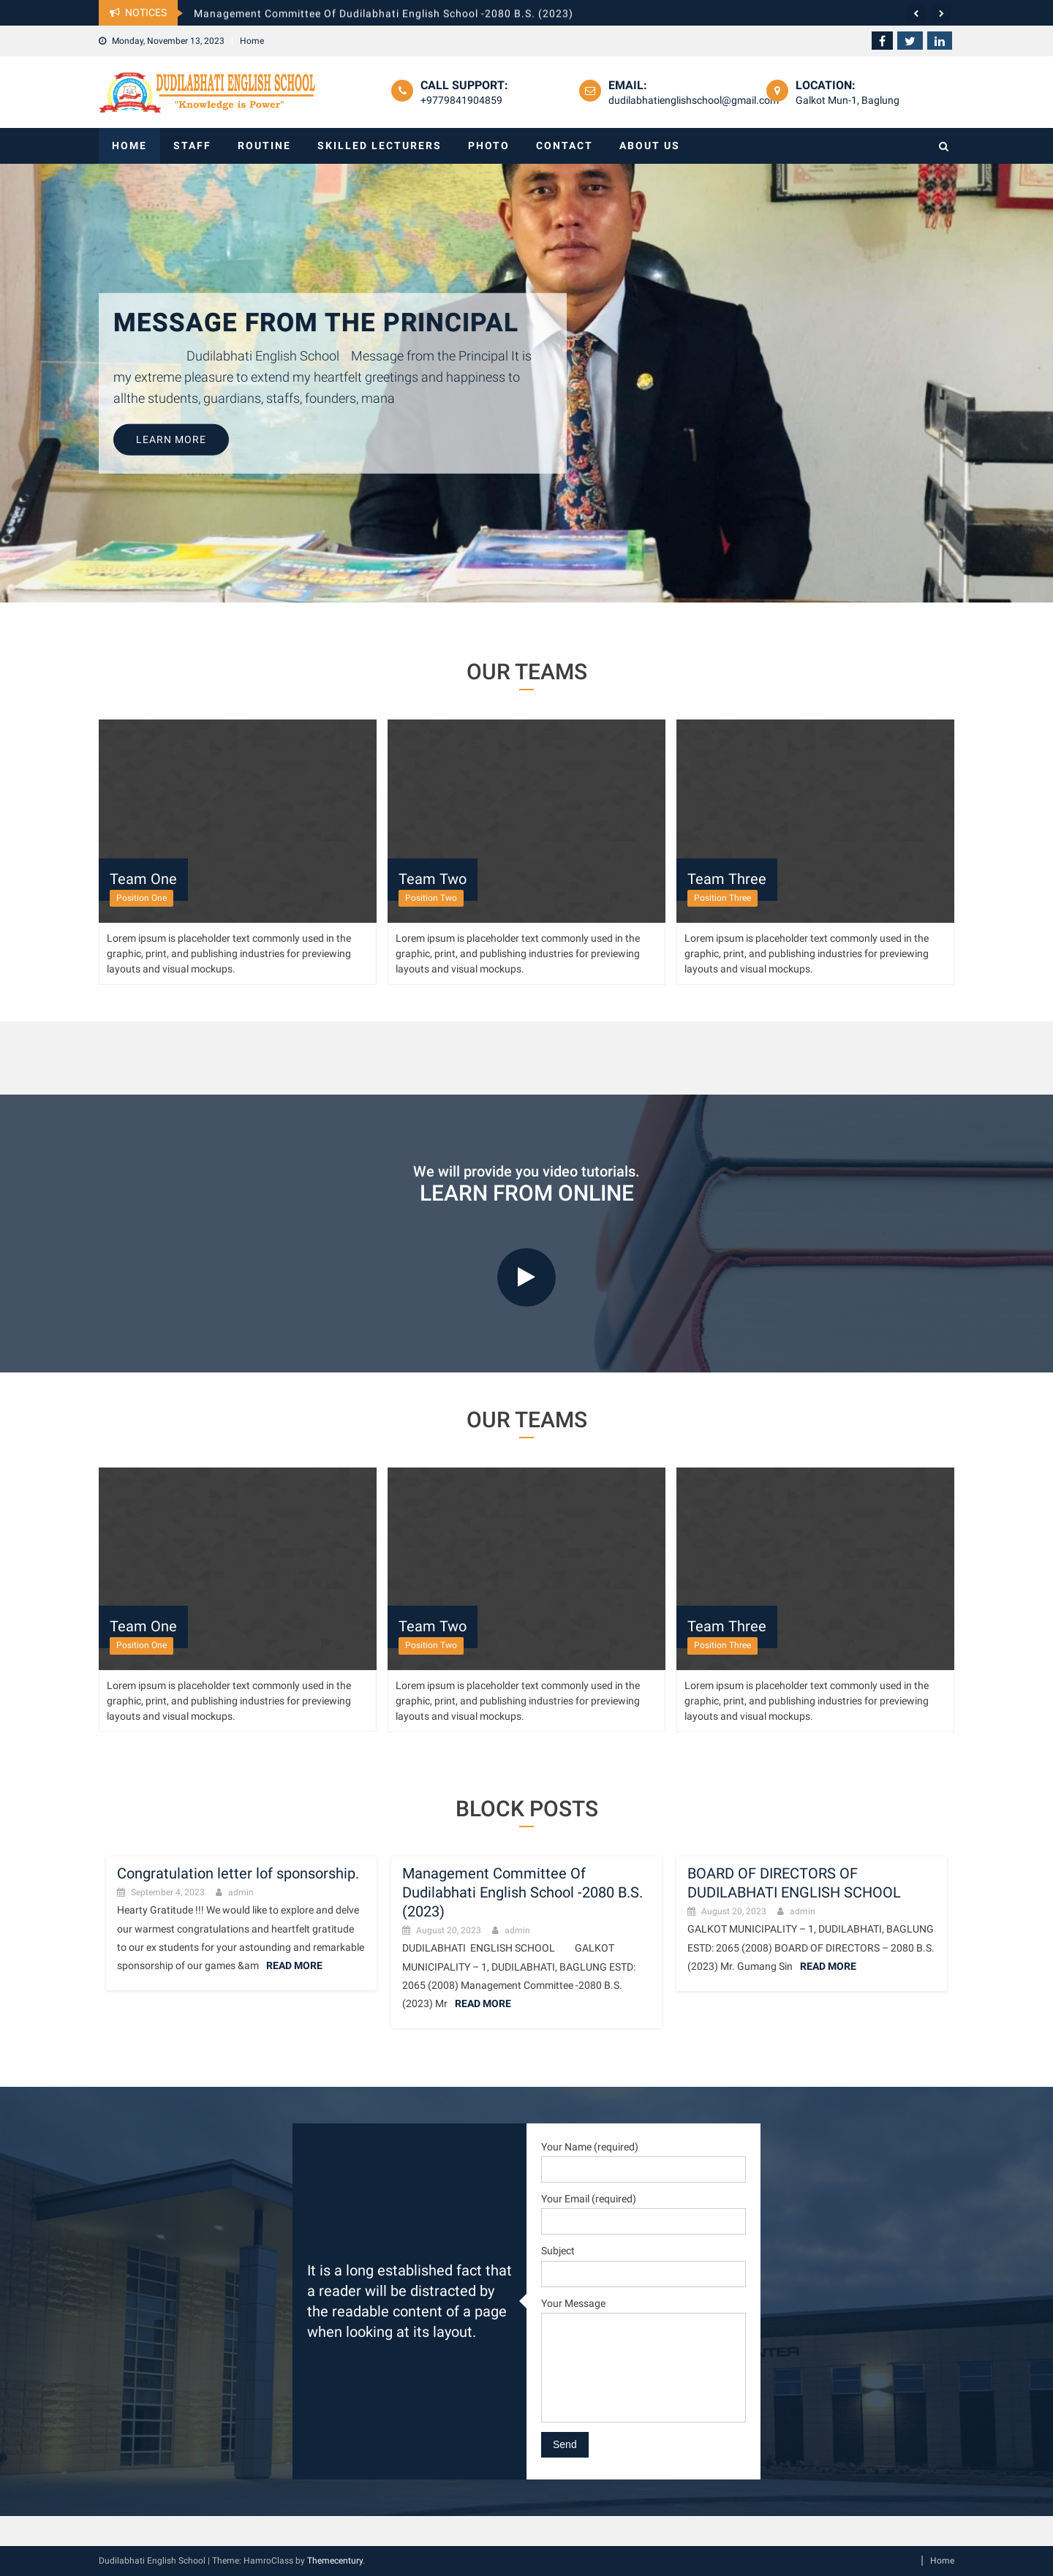 NOTICES
Management Committee Of Dudilabhati English School -2080 B.S. (2023)
Monday, November 13, 2023
Home
DUDILABHATI ENGLISH SCHOOL
"Knowledge is Power"
CALL SUPPORT:
+9779841904859
EMAIL:
dudilabhatienglishschool@gmail.com
LOCATION:
Galkot Mun-1, Baglung
HOME STAFF ROUTINE SKILLED LECTURERS PHOTO CONTACT ABOUT US
MESSAGE FROM THE PRINCIPAL
Dudilabhati English School Message from the Principal It is
my extreme pleasure to extend my heartfelt greetings and happiness to
allthe students, guardians, staffs, founders, mana
LEARN MORE
OUR TEAMS
Team One
Position One
Lorem ipsum is placeholder text commonly used in the
graphic, print, and publishing industries for previewing
layouts and visual mockups.
Team Two
Position Two
Lorem ipsum is placeholder text commonly used in the
graphic, print, and publishing industries for previewing
layouts and visual mockups.
Team Three
Position Three
Lorem ipsum is placeholder text commonly used in the
graphic, print, and publishing industries for previewing
layouts and visual mockups.
We will provide you video tutorials.
LEARN FROM ONLINE
OUR TEAMS
Team One
Position One
Lorem ipsum is placeholder text commonly used in the
graphic, print, and publishing industries for previewing
layouts and visual mockups.
Team Two
Position Two
Lorem ipsum is placeholder text commonly used in the
graphic, print, and publishing industries for previewing
layouts and visual mockups.
Team Three
Position Three
Lorem ipsum is placeholder text commonly used in the
graphic, print, and publishing industries for previewing
layouts and visual mockups.
BLOCK POSTS
Congratulation letter lof sponsorship.
September 4, 2023 admin
Hearty Gratitude !!! We would like to explore and delve
our warmest congratulations and heartfelt gratitude
to our ex students for your astounding and remarkable
sponsorship of our games &am READ MORE
Management Committee Of
Dudilabhati English School -2080 B.S.
(2023)
August 20, 2023 admin
DUDILABHATI ENGLISH SCHOOL GALKOT
MUNICIPALITY – 1, DUDILABHATI, BAGLUNG ESTD:
2065 (2008) Management Committee -2080 B.S.
(2023) Mr READ MORE
BOARD OF DIRECTORS OF
DUDILABHATI ENGLISH SCHOOL
August 20, 2023 admin
GALKOT MUNICIPALITY – 1, DUDILABHATI, BAGLUNG
ESTD: 2065 (2008) BOARD OF DIRECTORS – 2080 B.S.
(2023) Mr. Gumang Sin READ MORE
It is a long established fact that
a reader will be distracted by
the readable content of a page
when looking at its layout.
Your Name (required)
Your Email (required)
Subject
Your Message
Send
Dudilabhati English School | Theme: HamroClass by Themecentury.
Home